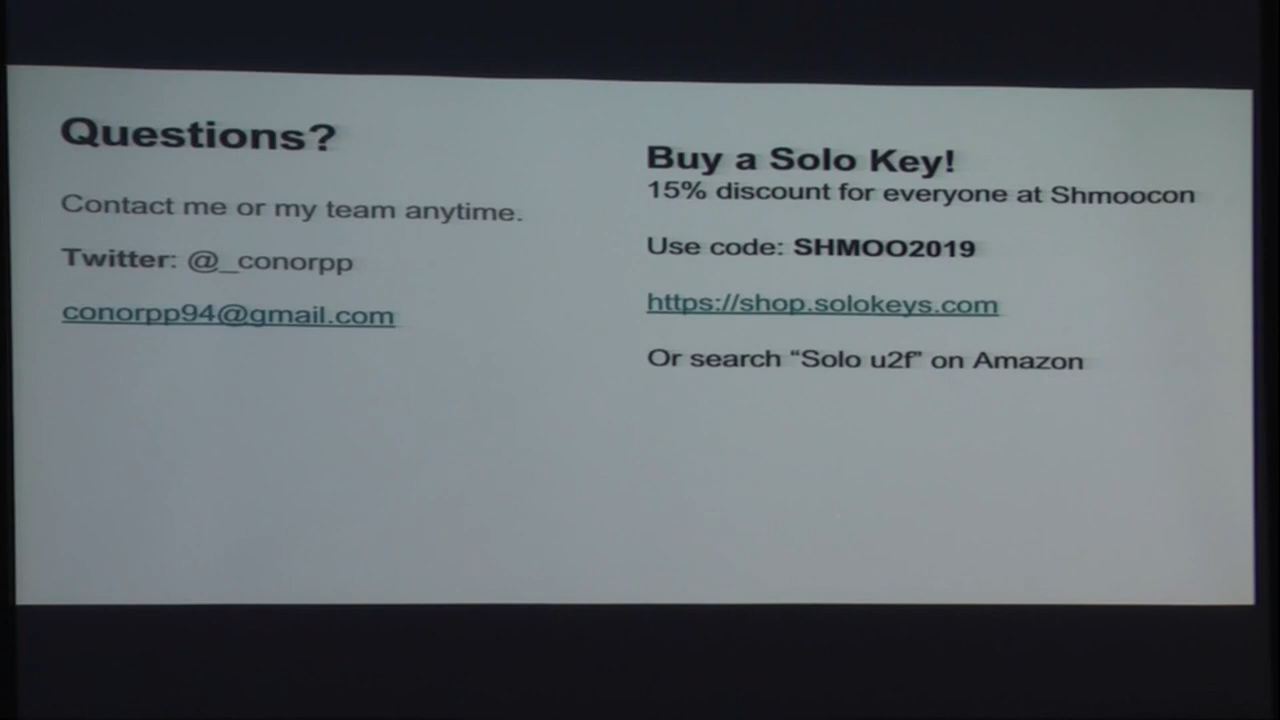 Questions?
Contact me or my team anytime.
Twitter: @_conorpp
conorpp94@gmail.com
Buy a Solo Key!
15% discount for everyone at Shmoocon
Use code: SHMOO2019
https://shop.solokeys.com
Or search “Solo u2f” on Amazon